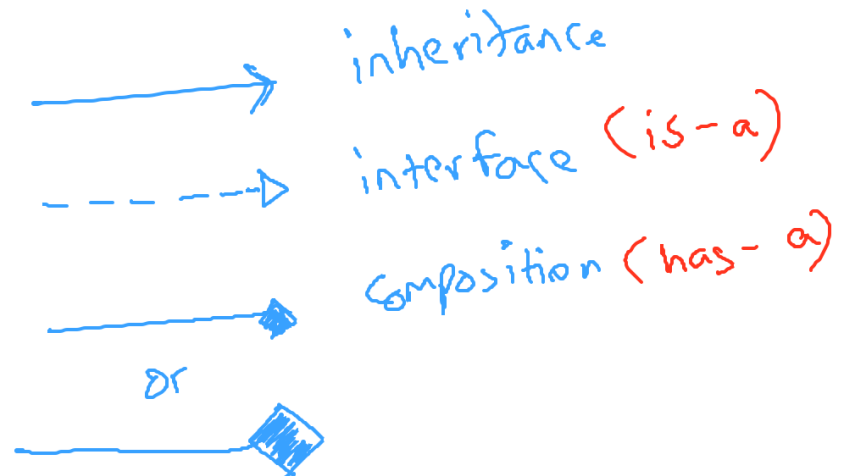 inheritance
interface (is-a)
composition (has-a)
or